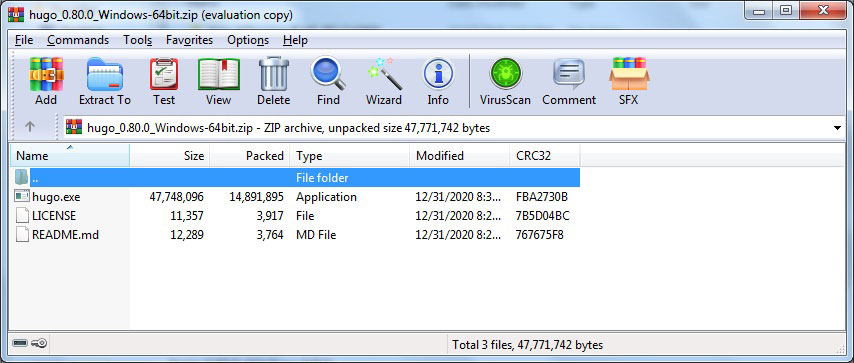 hugo_0.80.0_Windows-64bit.zip (evaluation copy)
File Commands Tools Favorites Options Help
Add Extract To Test View Delete Find Wizard Info VirusScan Comment SFX
hugo_0.80.0_Windows-64bit.zip - ZIP archive, unpacked size 47,771,742 bytes
Name Size Packed Type Modified CRC32
.. File folder
hugo.exe 47,748,096 14,891,895 Application 12/31/2020 8:3... FBA2730B
LICENSE 11,357 3,917 File 12/31/2020 8:2... 7B5D04BC
README.md 12,289 3,764 MD File 12/31/2020 8:2... 767675F8
Total 3 files, 47,771,742 bytes